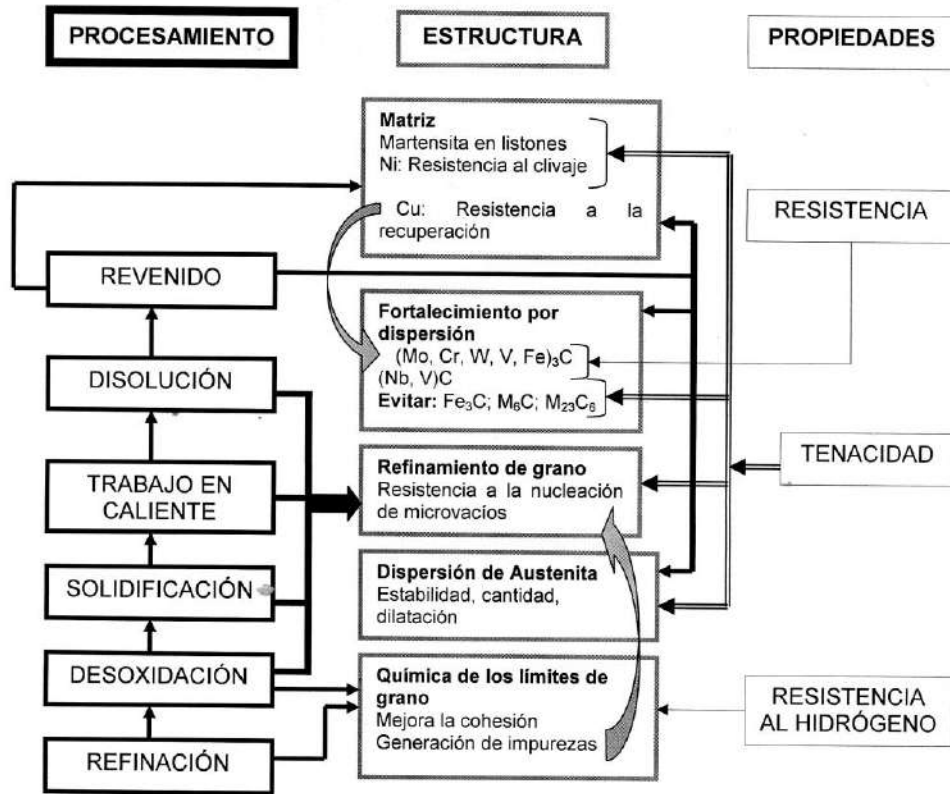 PROCESAMIENTO
ESTRUCTURA
PROPIEDADES
Matriz
Martensita en listones
Ni: Resistencia al clivaje
Cu: Resistencia a la
recuperación
RESISTENCIA
REVENIDO
Fortalecimiento por
dispersión
(Mo, Cr, W, V, Fe)₃C
(Nb, V)C
Evitar: Fe₃C; M₆C; M₂₃C₆
DISOLUCIÓN
TENACIDAD
TRABAJO EN
CALIENTE
Refinamiento de grano
Resistencia a la nucleación
de microvacios
SOLIDIFICACIÓN
Dispersión de Austenita
Estabilidad, cantidad,
dilatación
DESOXIDACIÓN
Química de los límites de
grano
Mejora la cohesión
Generación de impurezas
RESISTENCIA
AL HIDRÓGENO
REFINACIÓN